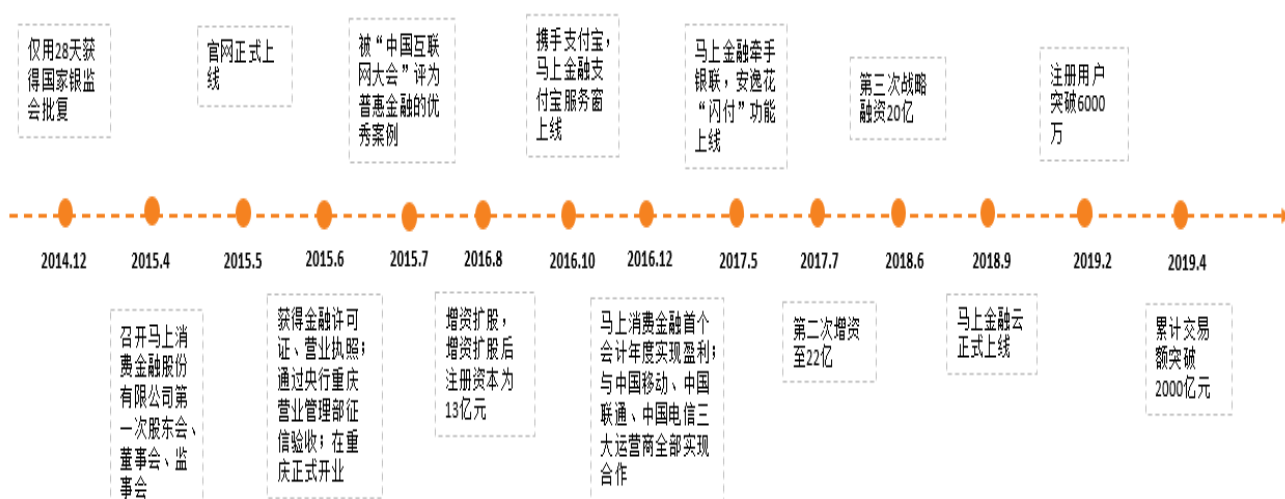 仅用28天获
得国家银监
会批复
官网正式上
线
被“中国互联
网大会”评为
普惠金融的优
秀案例
携手支付宝，
马上金融支
付宝服务窗
上线
马上金融牵手
银联，安逸花
“闪付”功能
上线
第三次战略
融资20亿
注册用户
突破6000
万
2014.12
2015.4
2015.5
2015.6
2015.7
2016.8
2016.10
2016.12
2017.5
2017.7
2018.6
2018.9
2019.2
2019.4
召开马上消
费金融股份
有限公司第
一次股东会、
董事会、监
事会
获得金融许可
证、营业执照；
通过央行重庆
营业管理部征
信验收；在重
庆正式开业
增资扩股，
增资扩股后
注册资本为
13亿元
马上消费金融首个
会计年度实现盈利；
与中国移动、中国
联通、中国电信三
大运营商全部实现
合作
第二次增资
至22亿
马上金融云
正式上线
累计交易
额突破
2000亿元